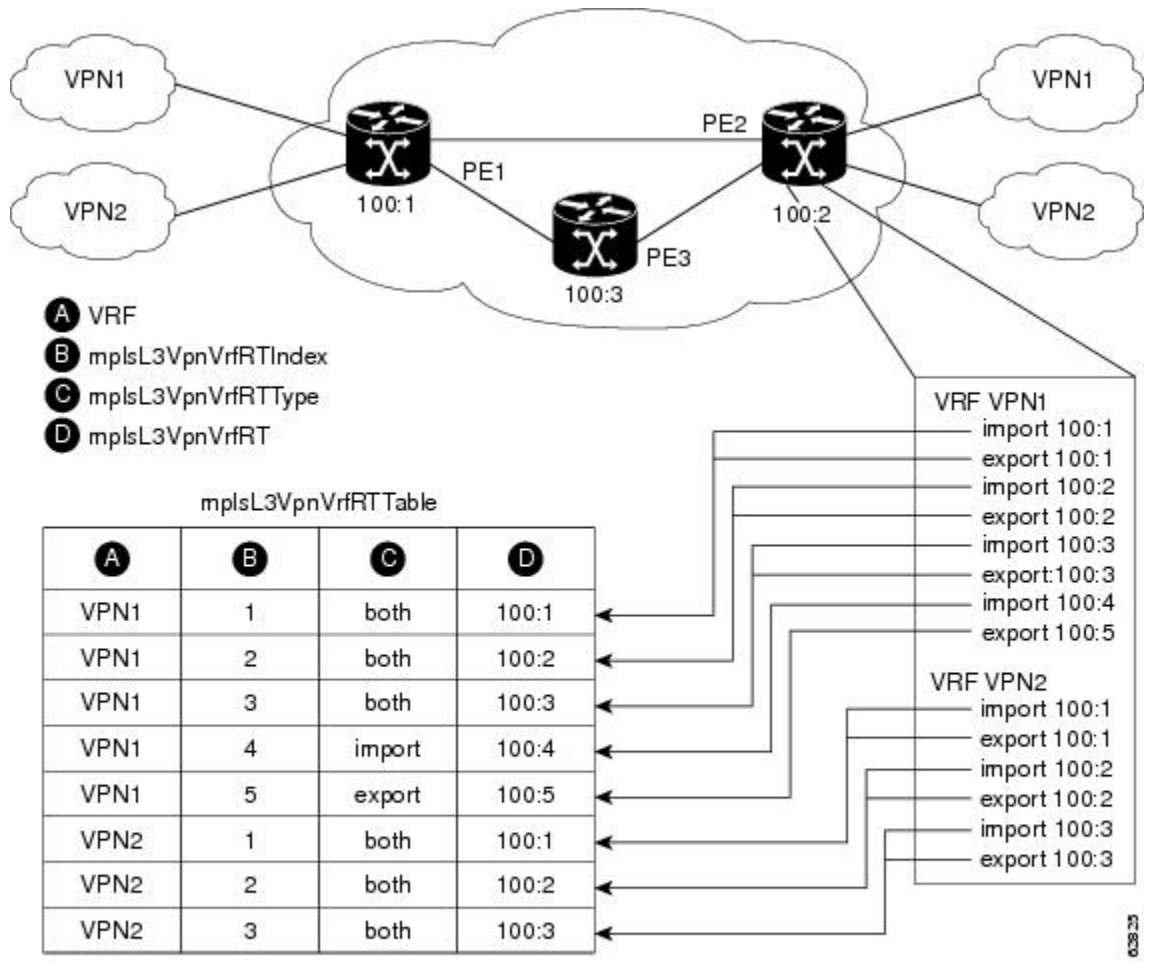 VPN1
VPN2
PE1
100:1
PE2
100:2
PE3
100:3
VPN1
VPN2
A VRF
B mplsL3VpnVrfRTIndex
C mplsL3VpnVrfRTType
D mplsL3VpnVrfRT
mplsL3VpnVrfRTTable
A B C D
VPN1 1 both 100:1
VPN1 2 both 100:2
VPN1 3 both 100:3
VPN1 4 import 100:4
VPN1 5 export 100:5
VPN2 1 both 100:1
VPN2 2 both 100:2
VPN2 3 both 100:3
VRF VPN1
import 100:1
export 100:1
import 100:2
export 100:2
import 100:3
export:100:3
import 100:4
export 100:5
VRF VPN2
import 100:1
export 100:1
import 100:2
export 100:2
import 100:3
export 100:3